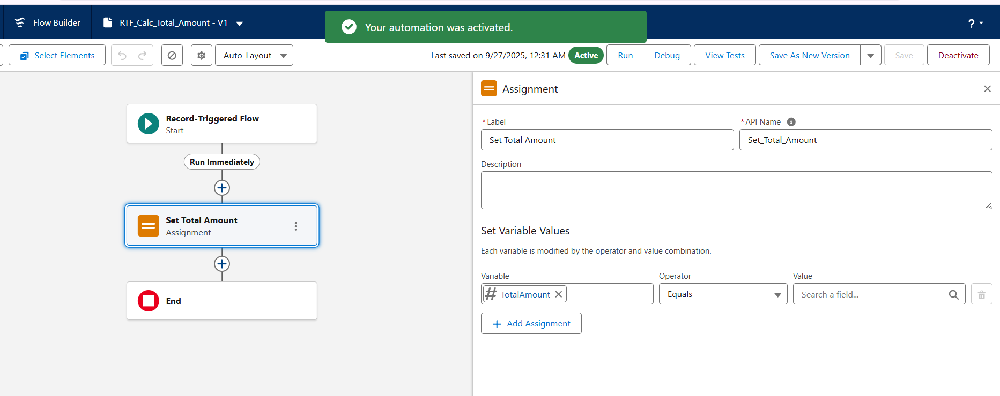 Flow Builder
RTF_Calc_Total_Amount - V1
Your automation was activated.
?
Select Elements
Auto-Layout
Last saved on 9/27/2025, 12:31 AM
Active
Run
Debug
View Tests
Save As New Version
Save
Deactivate
Record-Triggered Flow
Start
Run Immediately
Set Total Amount
Assignment
End
Assignment
*Label
*API Name
Set Total Amount
Set_Total_Amount
Description
Set Variable Values
Each variable is modified by the operator and value combination.
Variable
Operator
Value
# TotalAmount
Equals
Search a field...
+ Add Assignment